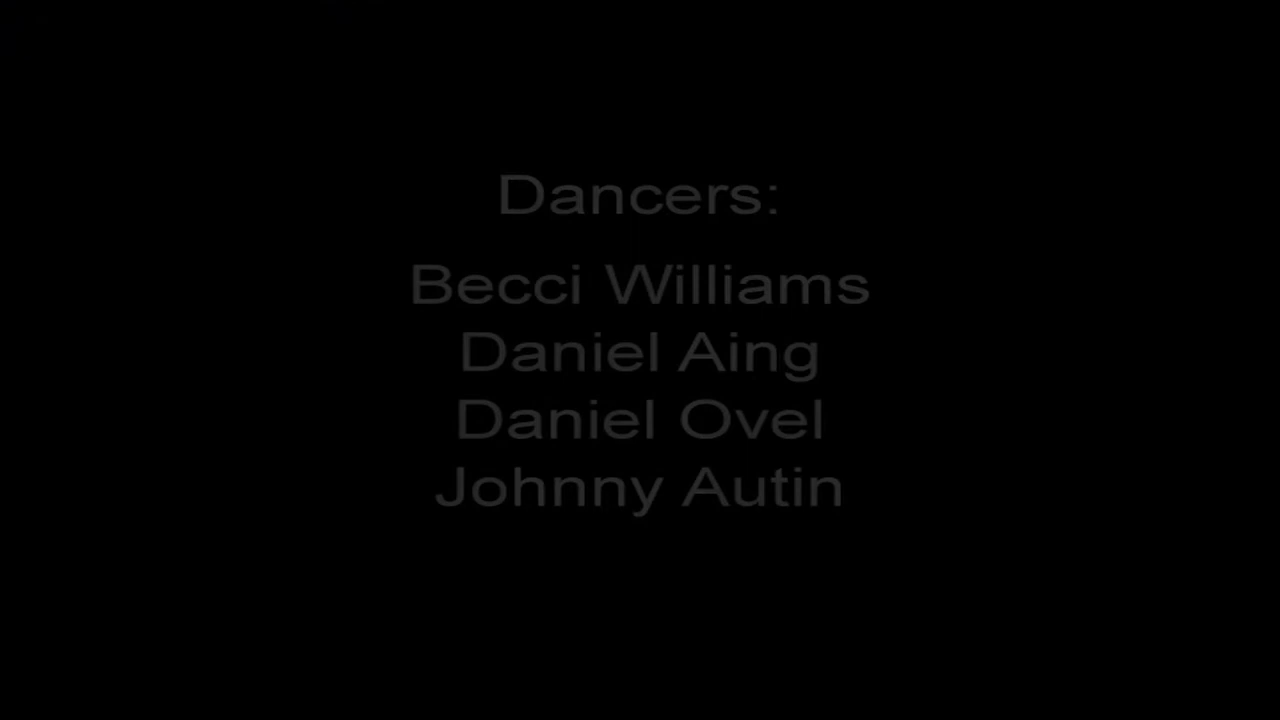 Dancers:
Becci Williams
Daniel Aing
Daniel Ovel
Johnny Autin